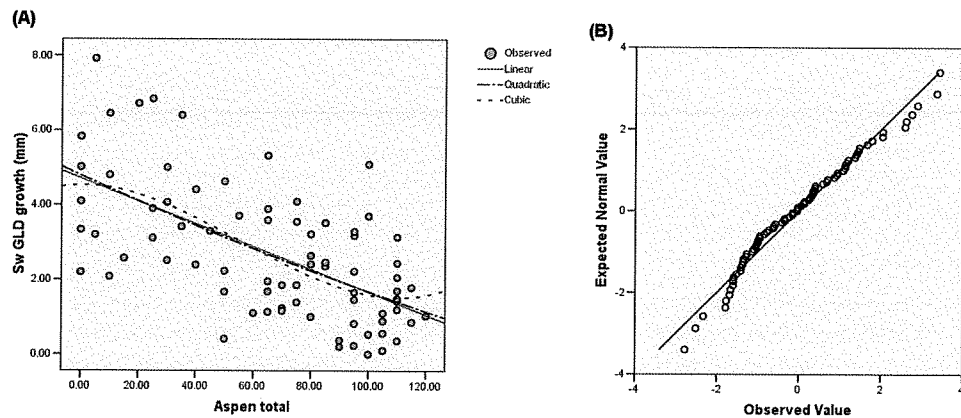 (A)
8.00
6.00
4.00
2.00
0.00
Sw GLD growth (mm)
0.00 20.00 40.00 60.00 80.00 100.00 120.00
Aspen total
Observed
Linear
Quadratic
Cubic
(B)
4
2
0
-2
-4
Expected Normal Value
-4 -2 0 2 4
Observed Value